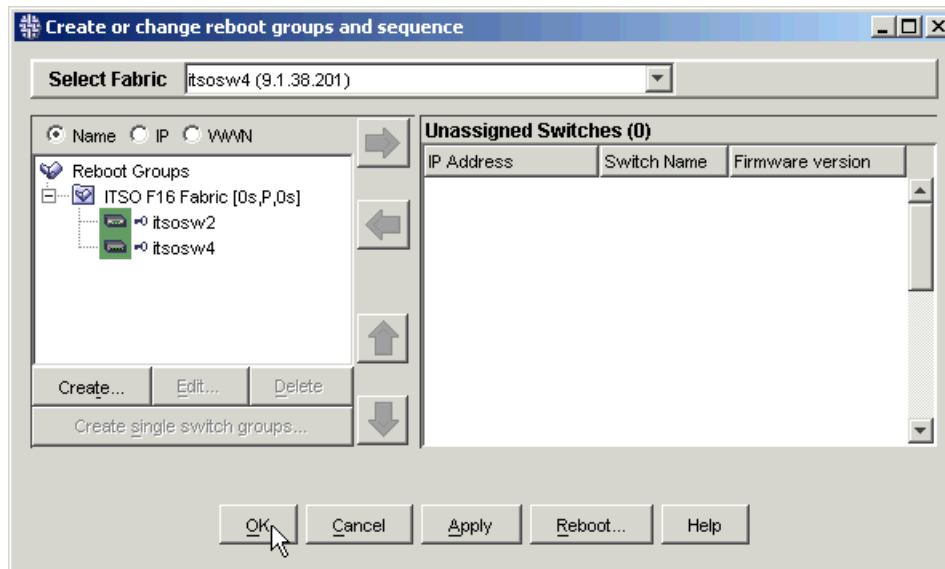 Create or change reboot groups and sequence
Select Fabric itsosw4 (9.1.38.201)
Name IP WWN
Reboot Groups
ITSO F16 Fabric [0s,P,0s]
itsosw2
itsosw4
Create... Edit... Delete
Create single switch groups...
Unassigned Switches (0)
IP Address Switch Name Firmware version
OK Cancel Apply Reboot... Help